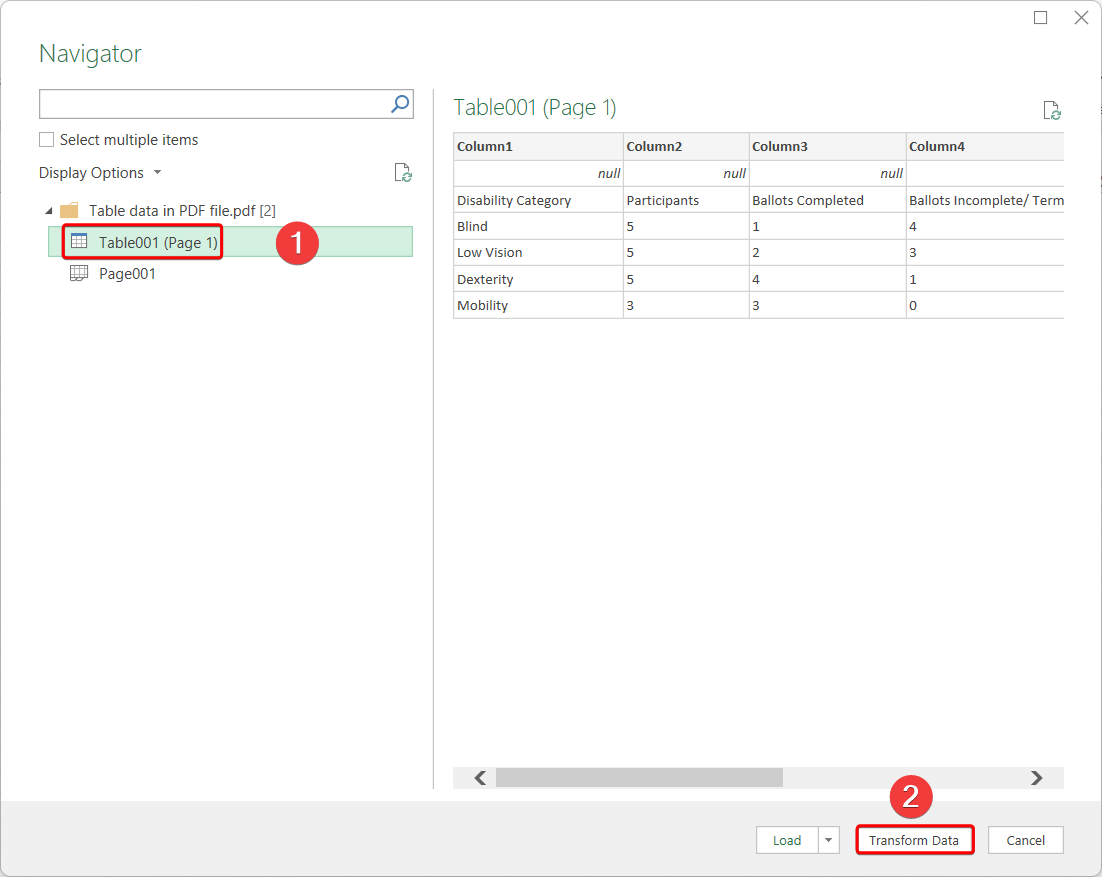 Navigator
Select multiple items
Display Options
Table data in PDF file.pdf [2]
Table001 (Page 1)
1
Page001
Table001 (Page 1)
Column1 Column2 Column3 Column4
null null null
Disability Category Participants Ballots Completed Ballots Incomplete/ Term
Blind 5 1 4
Low Vision 5 2 3
Dexterity 5 4 1
Mobility 3 3 0
2
Load Transform Data Cancel